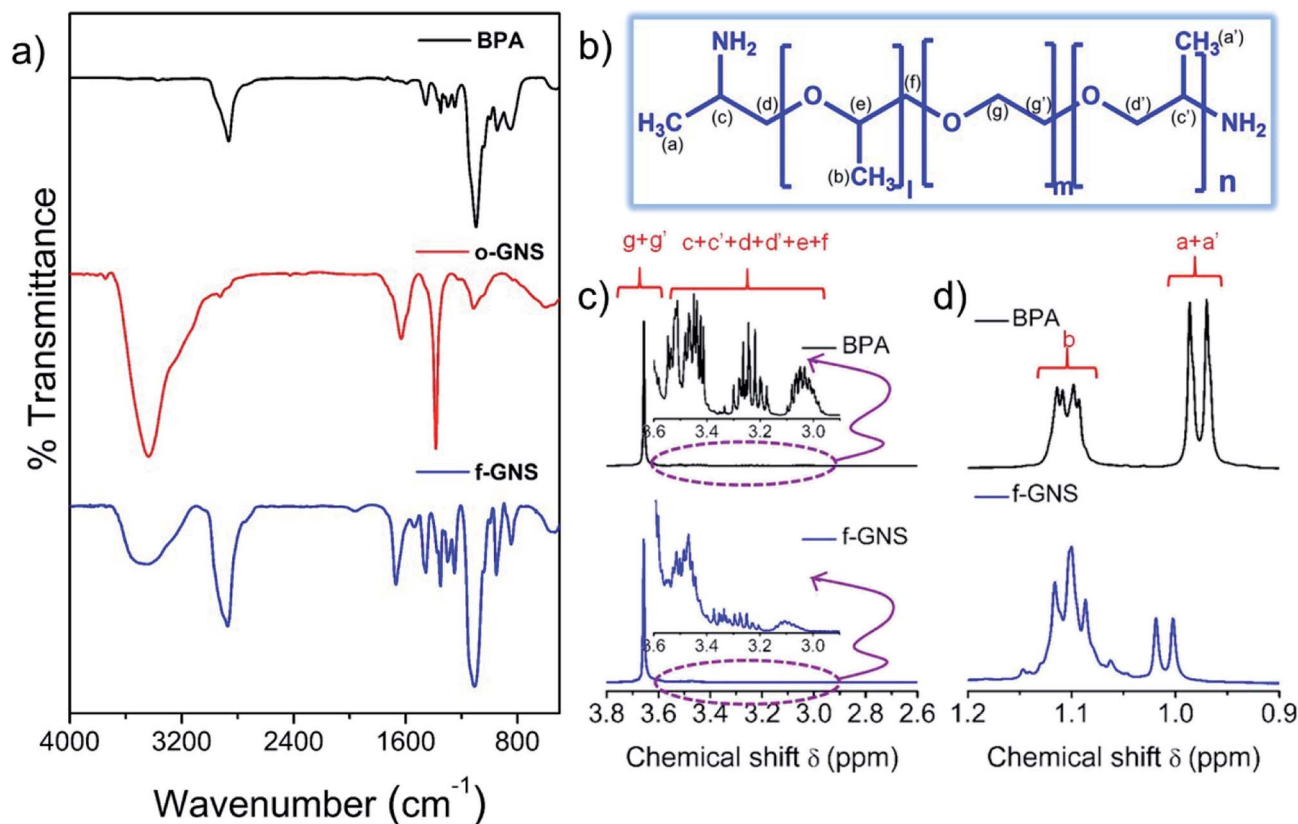 a)
BPA
o-GNS
f-GNS
% Transmittance
4000 3200 2400 1600 800
Wavenumber (cm-1)
b)
NH2
CH3(a')
(f)
(d) O (e) (g) (g') O (d')
H3C (c) O (c') NH2
(a)
(b)CH3
l m n
g+g' c+c'+d+d'+e+f
c)
BPA
3.6 3.4 3.2 3.0
f-GNS
3.6 3.4 3.2 3.0
3.8 3.6 3.4 3.2 3.0 2.8 2.6
Chemical shift δ (ppm)
a+a'
d)
BPA
b
f-GNS
1.2 1.1 1.0 0.9
Chemical shift δ (ppm)